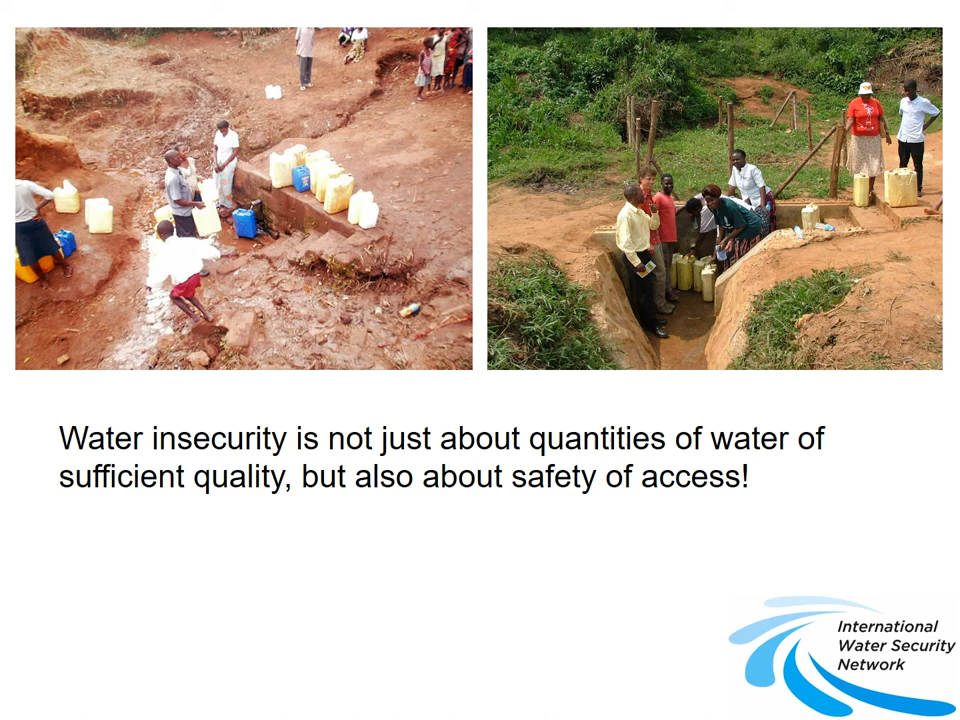 Water insecurity is not just about quantities of water of
sufficient quality, but also about safety of access!
International
Water Security
Network